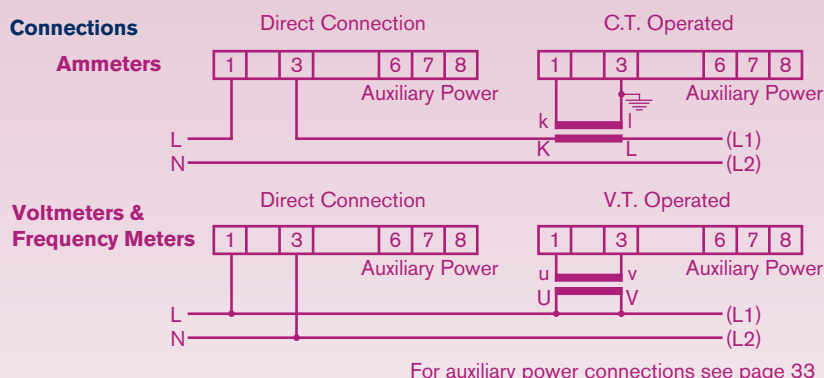 Connections
Direct Connection
C.T. Operated
Ammeters
1 3 6 7 8
1 3 6 7 8
Auxiliary Power
Auxiliary Power
k l
L
K L
(L1)
N
(L2)
Direct Connection
V.T. Operated
Voltmeters &
Frequency Meters
1 3 6 7 8
1 3 6 7 8
Auxiliary Power
Auxiliary Power
u v
U V
L
(L1)
N
(L2)
For auxiliary power connections see page 33